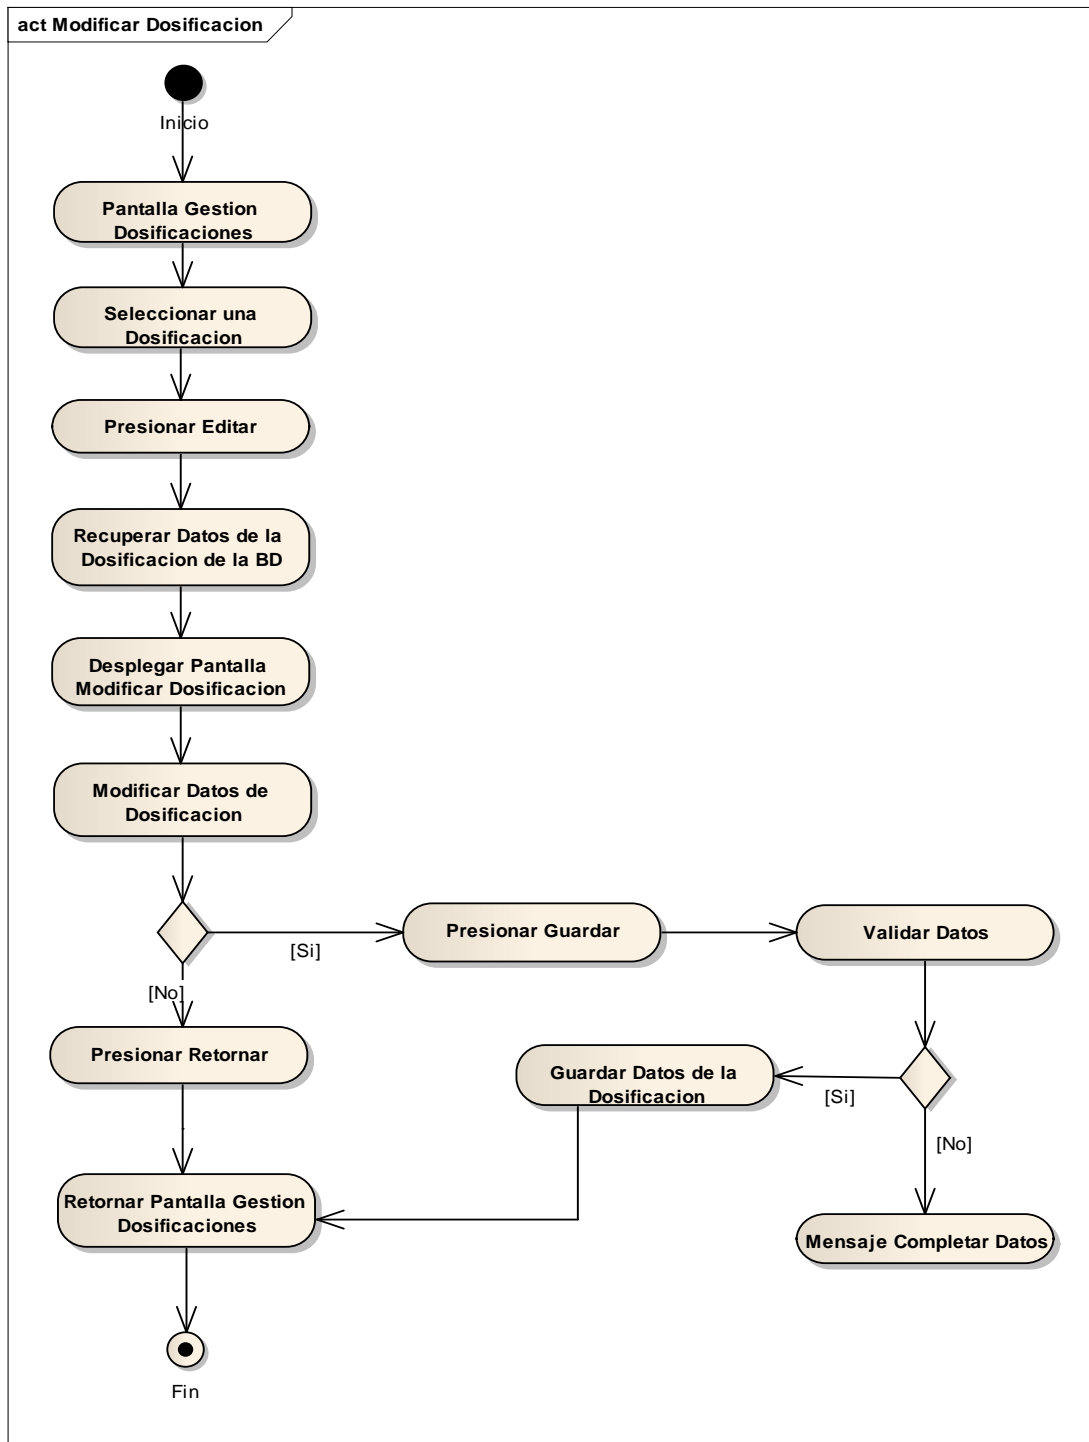 act Modificar Dosificacion
Inicio
Pantalla Gestion
Dosificaciones
Seleccionar una
Dosificacion
Presionar Editar
Recuperar Datos de la
Dosificacion de la BD
Desplegar Pantalla
Modificar Dosificacion
Modificar Datos de
Dosificacion
[Si]
Presionar Guardar
Validar Datos
[No]
Presionar Retornar
Guardar Datos de la
Dosificacion
[Si]
[No]
Retornar Pantalla Gestion
Dosificaciones
Mensaje Completar Datos
Fin